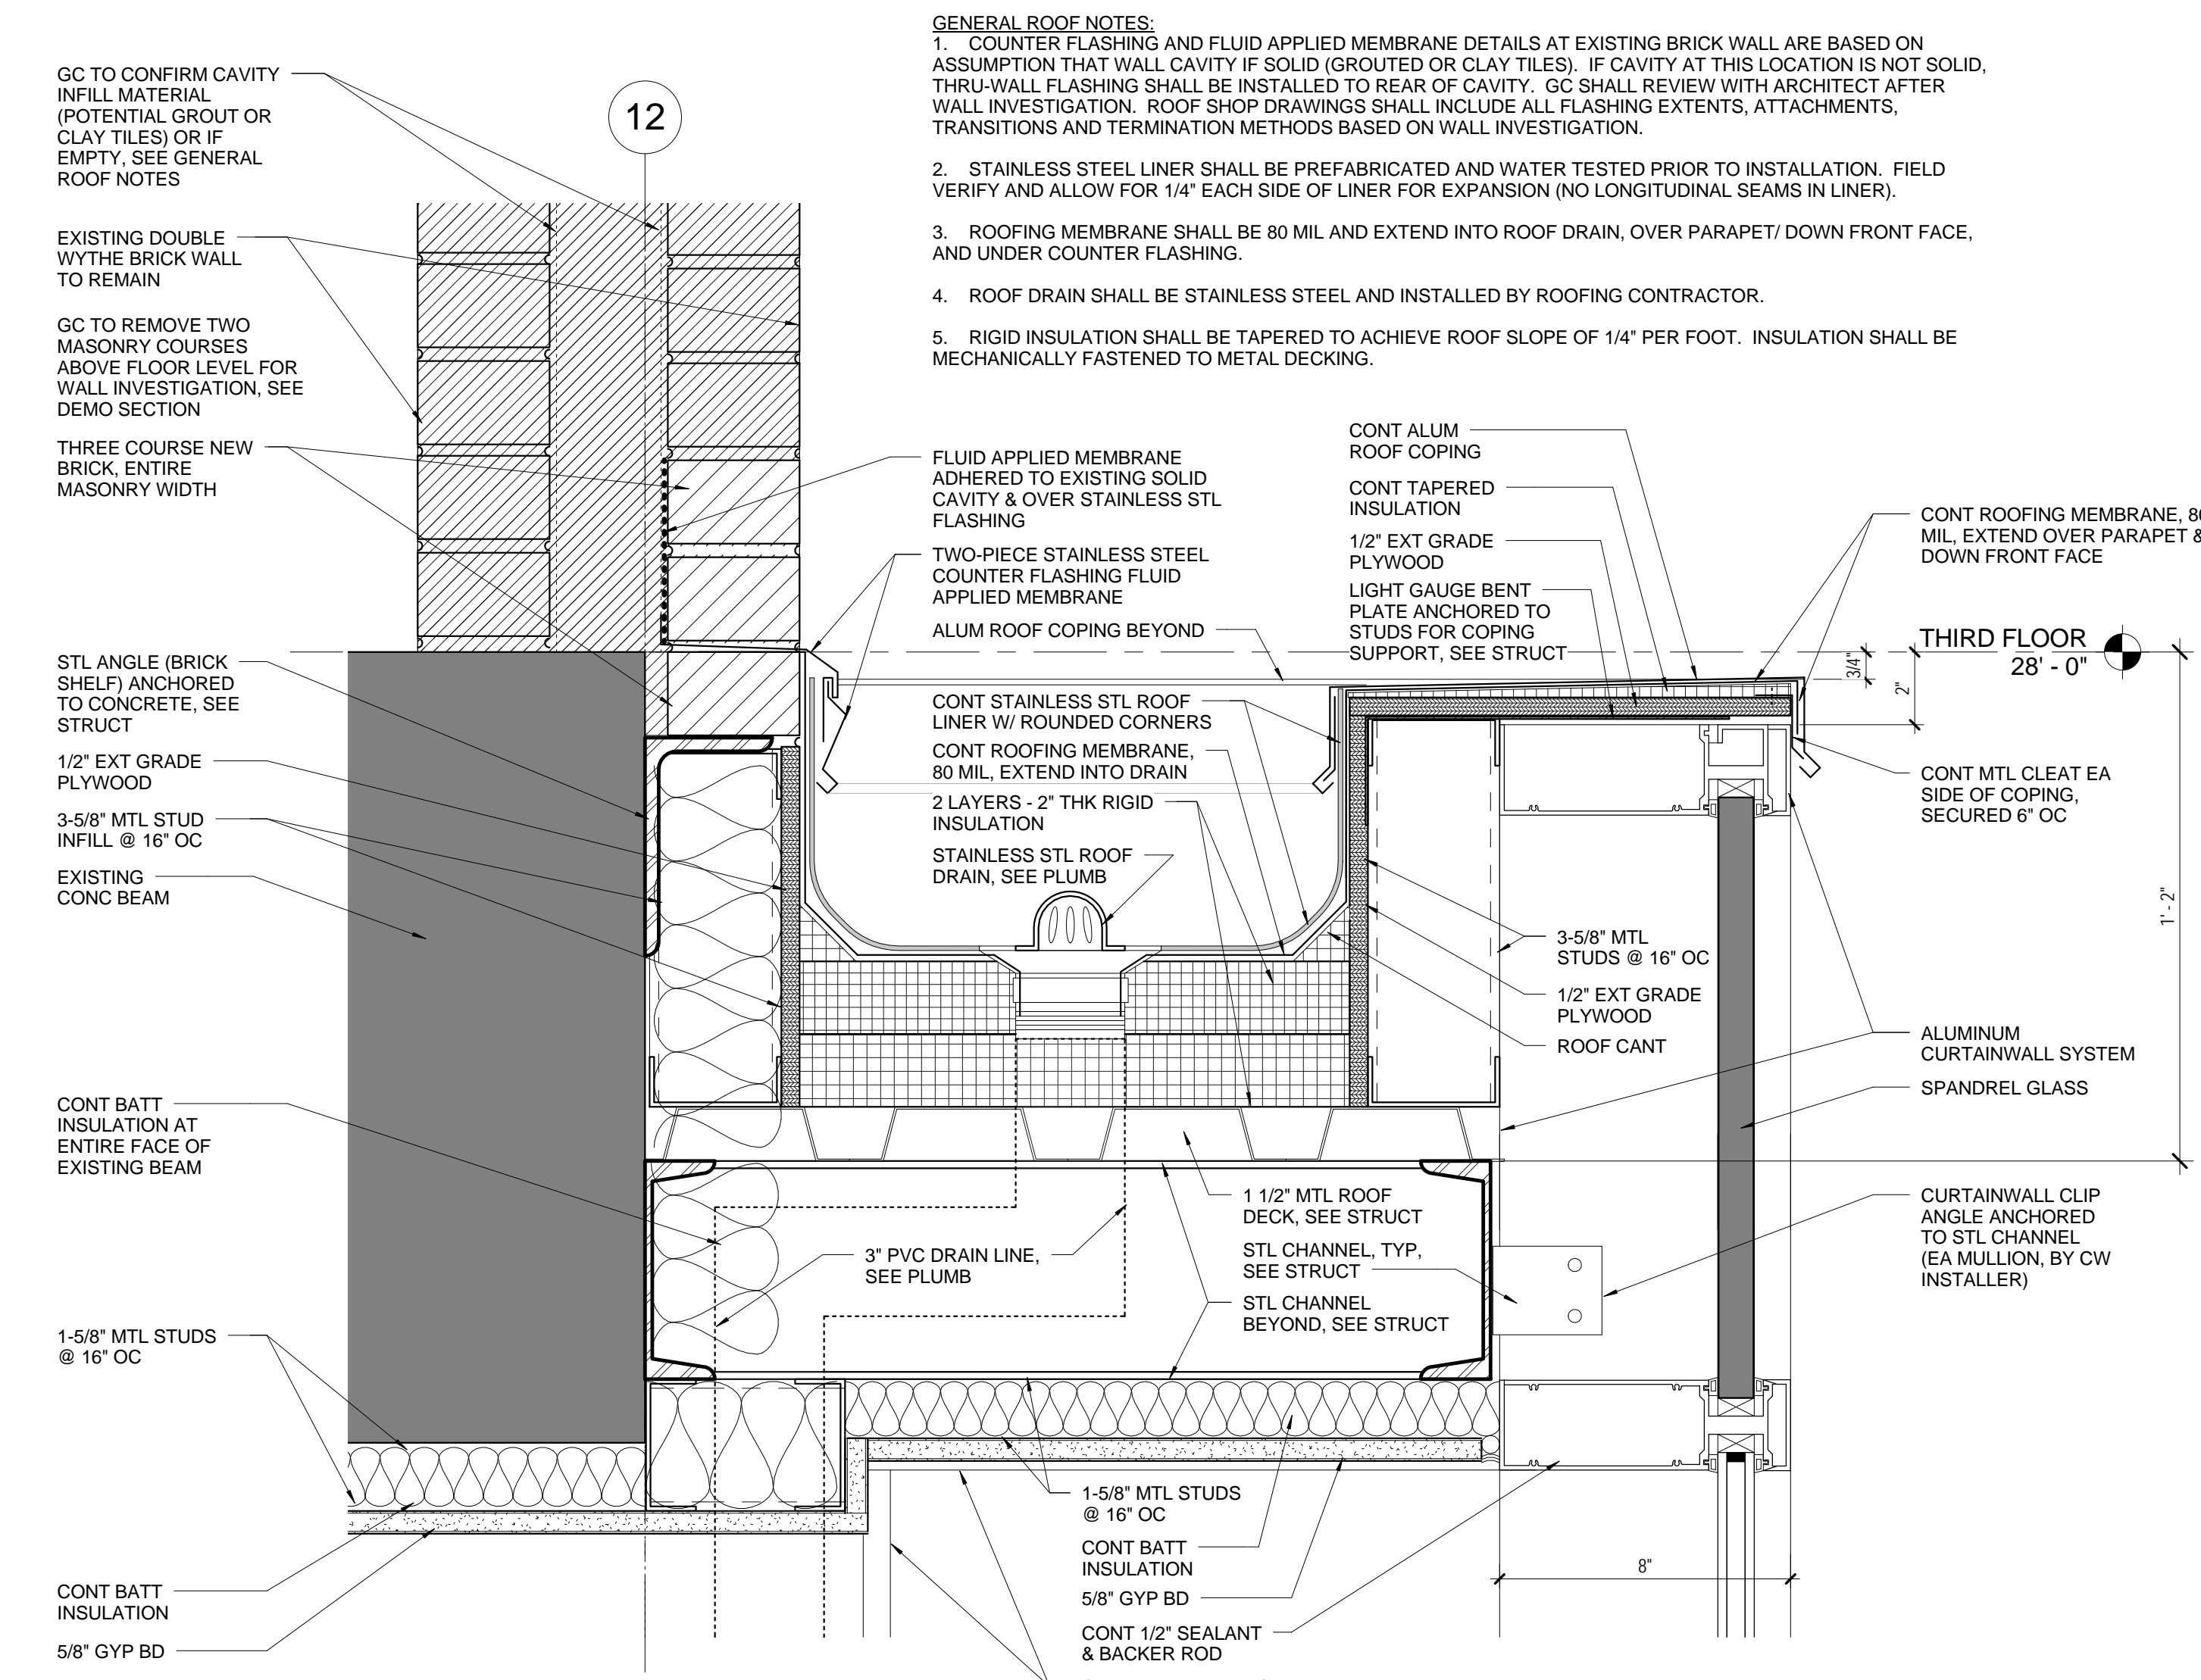 GENERAL ROOF NOTES:
1. COUNTER FLASHING AND FLUID APPLIED MEMBRANE DETAILS AT EXISTING BRICK WALL ARE BASED ON
ASSUMPTION THAT WALL CAVITY IF SOLID (GROUTED OR CLAY TILES). IF CAVITY AT THIS LOCATION IS NOT SOLID,
THRU-WALL FLASHING SHALL BE INSTALLED TO REAR OF CAVITY. GC SHALL REVIEW WITH ARCHITECT AFTER
WALL INVESTIGATION. ROOF SHOP DRAWINGS SHALL INCLUDE ALL FLASHING EXTENTS, ATTACHMENTS,
TRANSITIONS AND TERMINATION METHODS BASED ON WALL INVESTIGATION.
2. STAINLESS STEEL LINER SHALL BE PREFABRICATED AND WATER TESTED PRIOR TO INSTALLATION. FIELD
VERIFY AND ALLOW FOR 1/4" EACH SIDE OF LINER FOR EXPANSION (NO LONGITUDINAL SEAMS IN LINER).
3. ROOFING MEMBRANE SHALL BE 80 MIL AND EXTEND INTO ROOF DRAIN, OVER PARAPET/ DOWN FRONT FACE,
AND UNDER COUNTER FLASHING.
4. ROOF DRAIN SHALL BE STAINLESS STEEL AND INSTALLED BY ROOFING CONTRACTOR.
5. RIGID INSULATION SHALL BE TAPERED TO ACHIEVE ROOF SLOPE OF 1/4" PER FOOT. INSULATION SHALL BE
MECHANICALLY FASTENED TO METAL DECKING.
GC TO CONFIRM CAVITY
INFILL MATERIAL
(POTENTIAL GROUT OR
CLAY TILES) OR IF
EMPTY, SEE GENERAL
ROOF NOTES
12
EXISTING DOUBLE
WYTHE BRICK WALL
TO REMAIN
GC TO REMOVE TWO
MASONRY COURSES
ABOVE FLOOR LEVEL FOR
WALL INVESTIGATION, SEE
DEMO SECTION
THREE COURSE NEW
BRICK, ENTIRE
MASONRY WIDTH
STL ANGLE (BRICK
SHELF) ANCHORED
TO CONCRETE, SEE
STRUCT
1/2" EXT GRADE
PLYWOOD
3-5/8" MTL STUD
INFILL @ 16" OC
EXISTING
CONC BEAM
CONT BATT
INSULATION AT
ENTIRE FACE OF
EXISTING BEAM
1-5/8" MTL STUDS
@ 16" OC
CONT BATT
INSULATION
5/8" GYP BD
FLUID APPLIED MEMBRANE
ADHERED TO EXISTING SOLID
CAVITY & OVER STAINLESS STL
FLASHING
TWO-PIECE STAINLESS STEEL
COUNTER FLASHING FLUID
APPLIED MEMBRANE
ALUM ROOF COPING BEYOND
CONT STAINLESS STL ROOF
LINER W/ ROUNDED CORNERS
CONT ROOFING MEMBRANE,
80 MIL, EXTEND INTO DRAIN
2 LAYERS - 2" THK RIGID
INSULATION
STAINLESS STL ROOF
DRAIN, SEE PLUMB
3" PVC DRAIN LINE,
SEE PLUMB
CONT ALUM
ROOF COPING
CONT TAPERED
INSULATION
1/2" EXT GRADE
PLYWOOD
LIGHT GAUGE BENT
PLATE ANCHORED TO
STUDS FOR COPING
SUPPORT, SEE STRUCT
3-5/8" MTL
STUDS @ 16" OC
1/2" EXT GRADE
PLYWOOD
ROOF CANT
1 1/2" MTL ROOF
DECK, SEE STRUCT
STL CHANNEL, TYP,
SEE STRUCT
STL CHANNEL
BEYOND, SEE STRUCT
1-5/8" MTL STUDS
@ 16" OC
CONT BATT
INSULATION
5/8" GYP BD
CONT 1/2" SEALANT
& BACKER ROD
CONT ROOFING MEMBRANE,
MIL, EXTEND OVER PARAPET &
DOWN FRONT FACE
THIRD FLOOR
28' - 0"
3/4"
2"
CONT MTL CLEAT EA
SIDE OF COPING,
SECURED 6" OC
1' - 2"
ALUMINUM
CURTAINWALL SYSTEM
SPANDREL GLASS
CURTAINWALL CLIP
ANGLE ANCHORED
TO STL CHANNEL
(EA MULLION, BY CW
INSTALLER)
8"